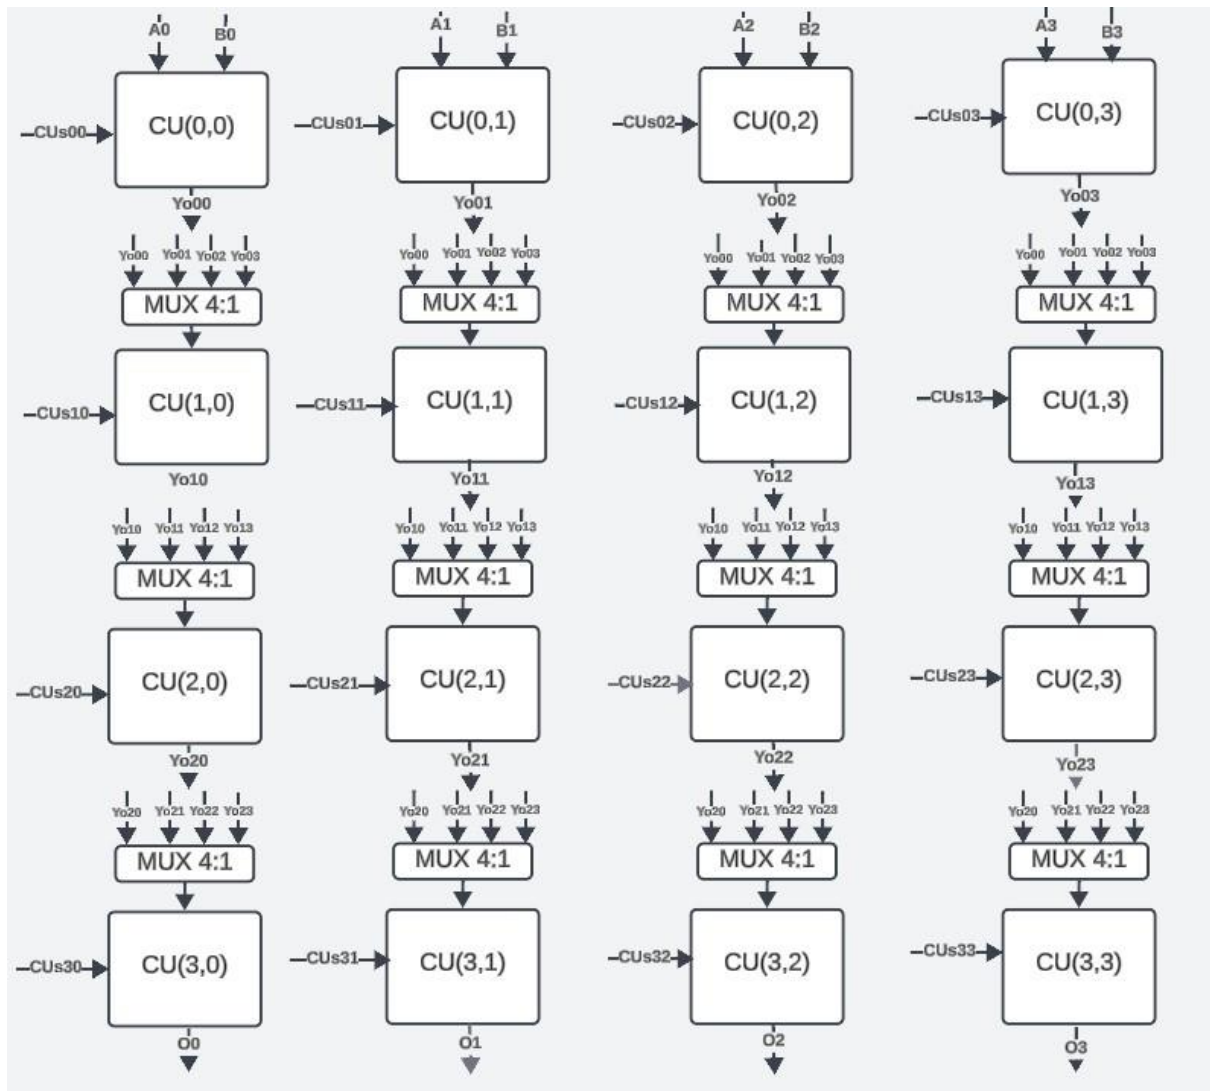 A0 B0 A1 B1 A2 B2 A3 B3
CUs00 CU(0,0) CUs01 CU(0,1) CUs02 CU(0,2) CUs03 CU(0,3)
Yo00 Yo01 Yo02 Yo03
Yo00 Yo01 Yo02 Yo03 Yo00 Yo01 Yo02 Yo03 Yo00 Yo01 Yo02 Yo03 Yo00 Yo01 Yo02 Yo03
MUX 4:1 MUX 4:1 MUX 4:1 MUX 4:1
CUs10 CU(1,0) CUs11 CU(1,1) CUs12 CU(1,2) CUs13 CU(1,3)
Yo10 Yo11 Yo12 Yo13
Yo10 Yo11 Yo12 Yo13 Yo10 Yo11 Yo12 Yo13 Yo10 Yo11 Yo12 Yo13 Yo10 Yo11 Yo12 Yo13
MUX 4:1 MUX 4:1 MUX 4:1 MUX 4:1
CUs20 CU(2,0) CUs21 CU(2,1) CUs22 CU(2,2) CUs23 CU(2,3)
Yo20 Yo21 Yo22 Yo23
Yo20 Yo21 Yo22 Yo23 Yo20 Yo21 Yo22 Yo23 Yo20 Yo21 Yo22 Yo23 Yo20 Yo21 Yo22 Yo23
MUX 4:1 MUX 4:1 MUX 4:1 MUX 4:1
CUs30 CU(3,0) CUs31 CU(3,1) CUs32 CU(3,2) CUs33 CU(3,3)
O0 O1 O2 O3